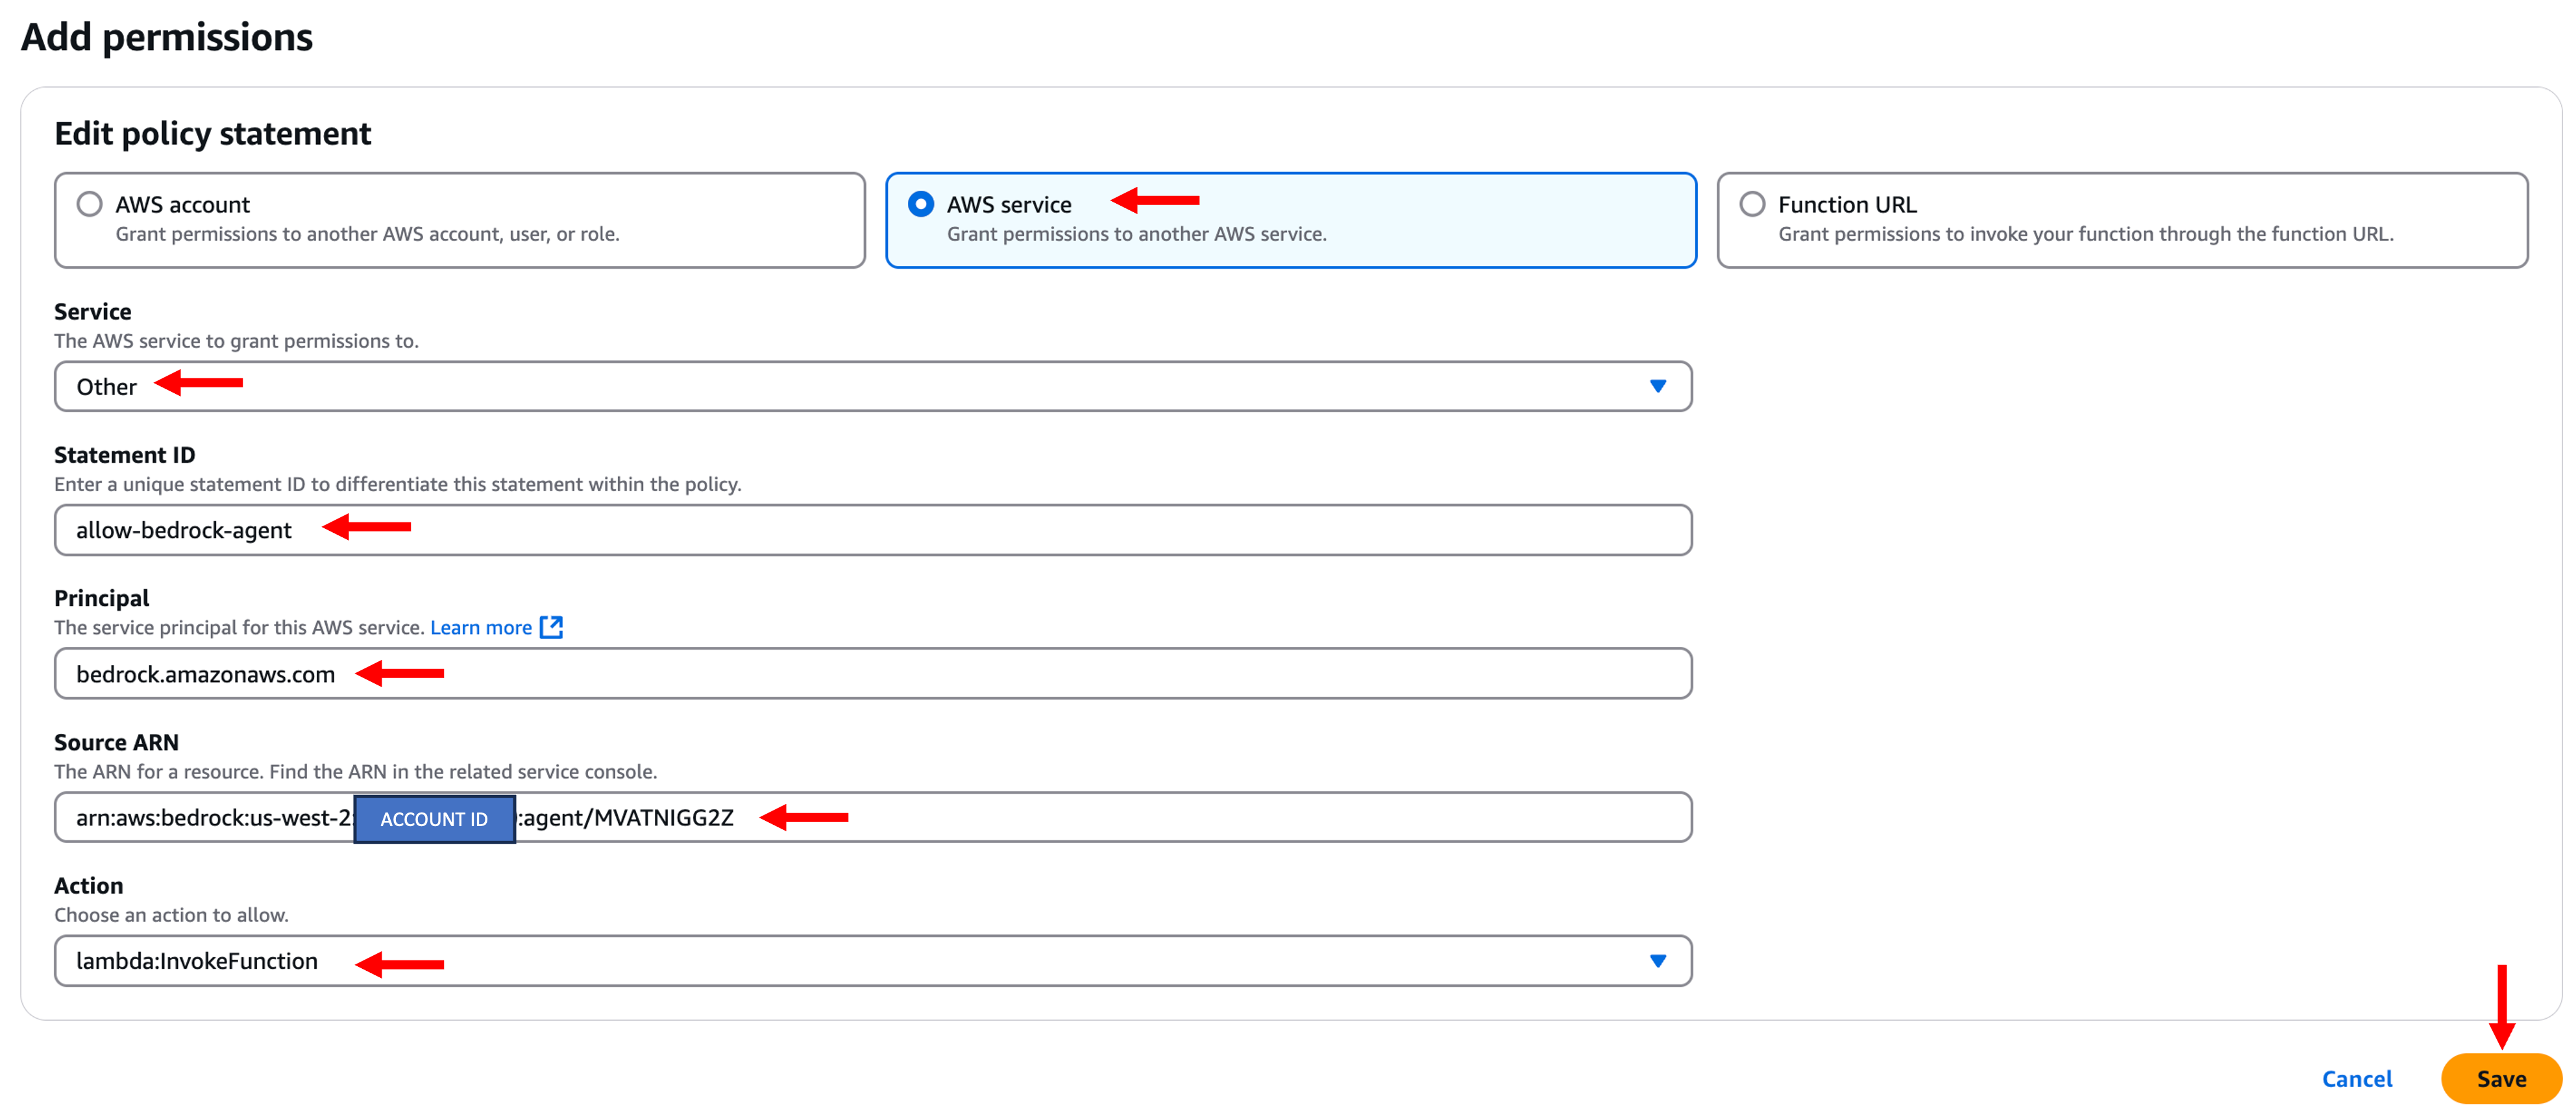 Add permissions
Edit policy statement
AWS account
Grant permissions to another AWS account, user, or role.
AWS service
Grant permissions to another AWS service.
Function URL
Grant permissions to invoke your function through the function URL.
Service
The AWS service to grant permissions to.
Other
Statement ID
Enter a unique statement ID to differentiate this statement within the policy.
allow-bedrock-agent
Principal
The service principal for this AWS service. Learn more
bedrock.amazonaws.com
Source ARN
The ARN for a resource. Find the ARN in the related service console.
arn:aws:bedrock:us-west-2: ACCOUNT ID :agent/MVATNIGG2Z
Action
Choose an action to allow.
lambda:InvokeFunction
Cancel
Save